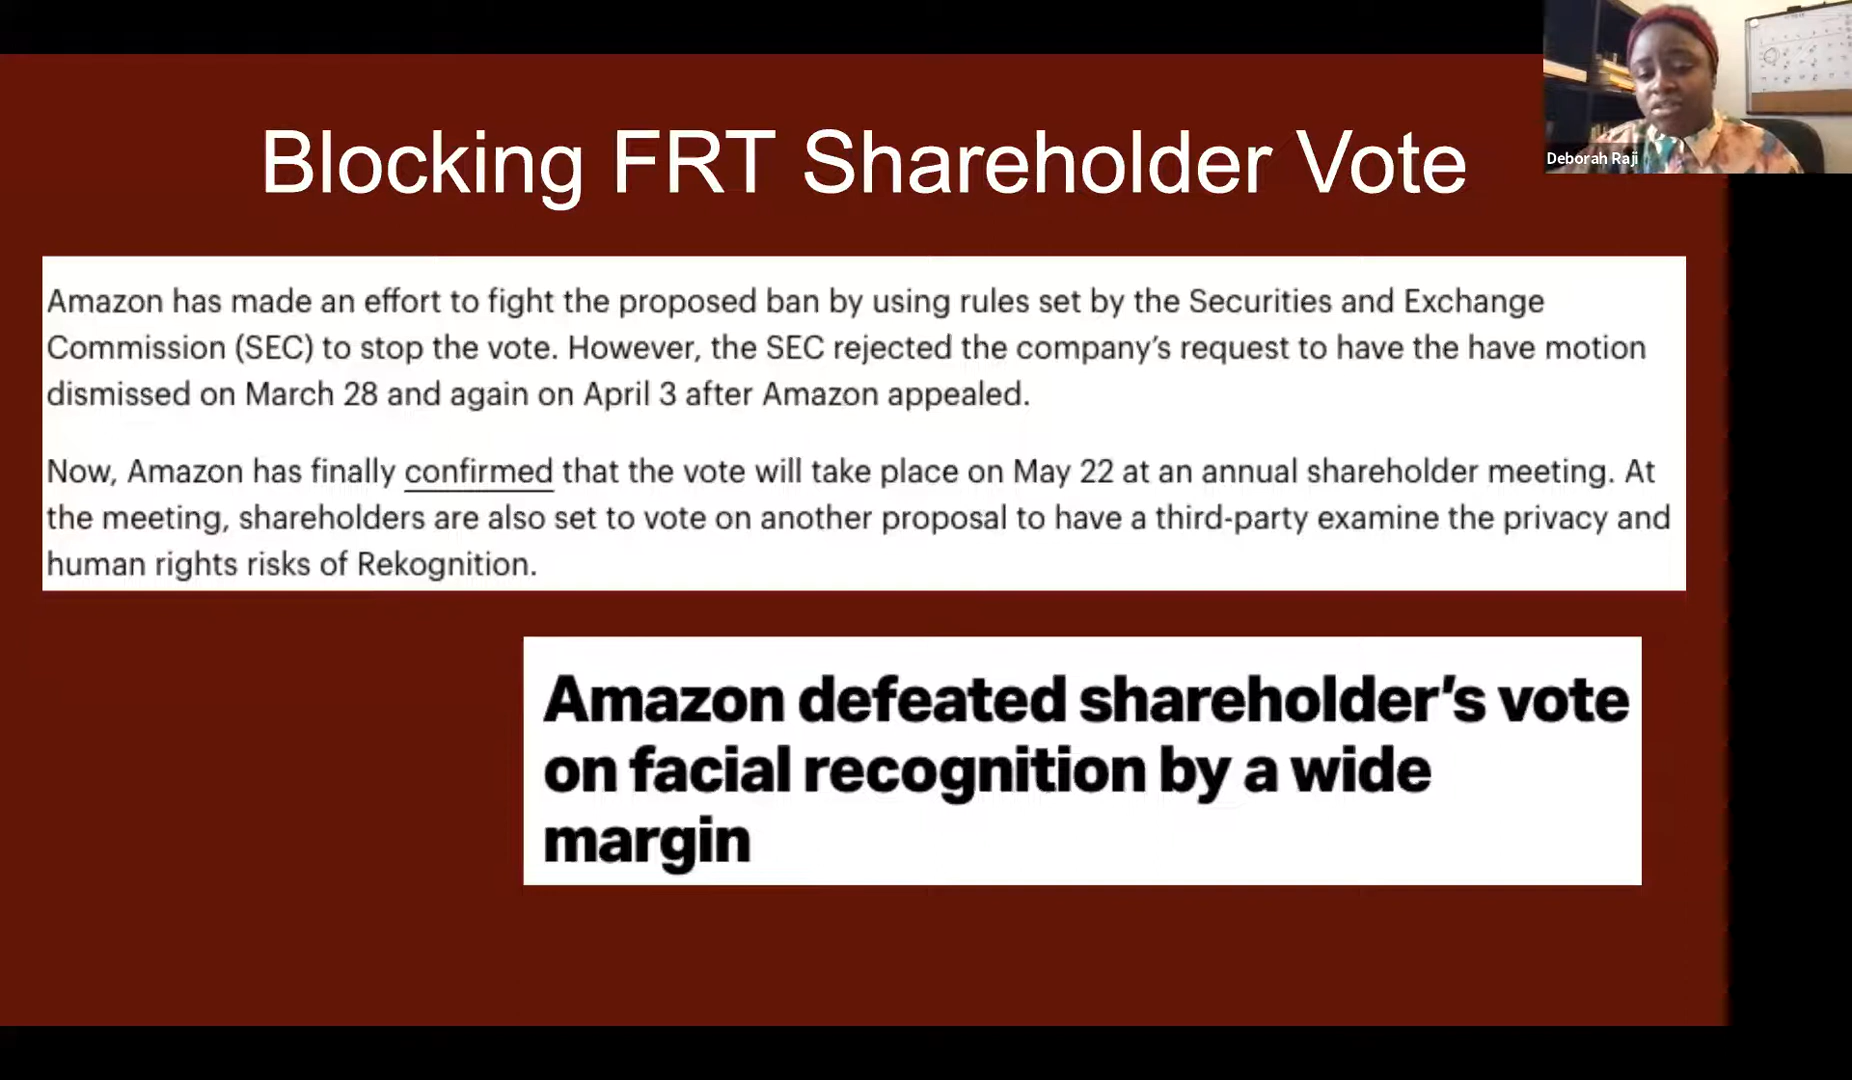 Blocking FRT Shareholder Vote
Deborah Raji
Amazon has made an effort to fight the proposed ban by using rules set by the Securities and Exchange
Commission (SEC) to stop the vote. However, the SEC rejected the company’s request to have the have motion
dismissed on March 28 and again on April 3 after Amazon appealed.
Now, Amazon has finally confirmed that the vote will take place on May 22 at an annual shareholder meeting. At
the meeting, shareholders are also set to vote on another proposal to have a third-party examine the privacy and
human rights risks of Rekognition.
Amazon defeated shareholder’s vote
on facial recognition by a wide
margin